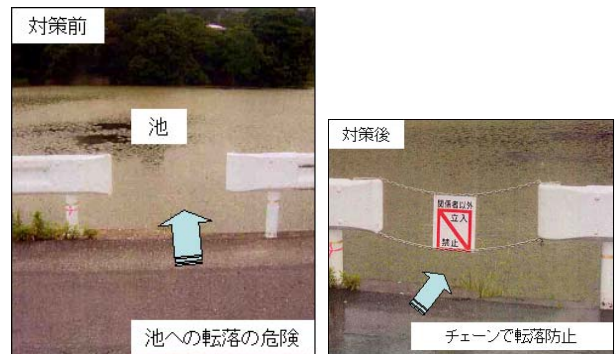 対策前
池
池への転落の危険
対策後
関係者以外
立入
禁止
チェーンで転落防止